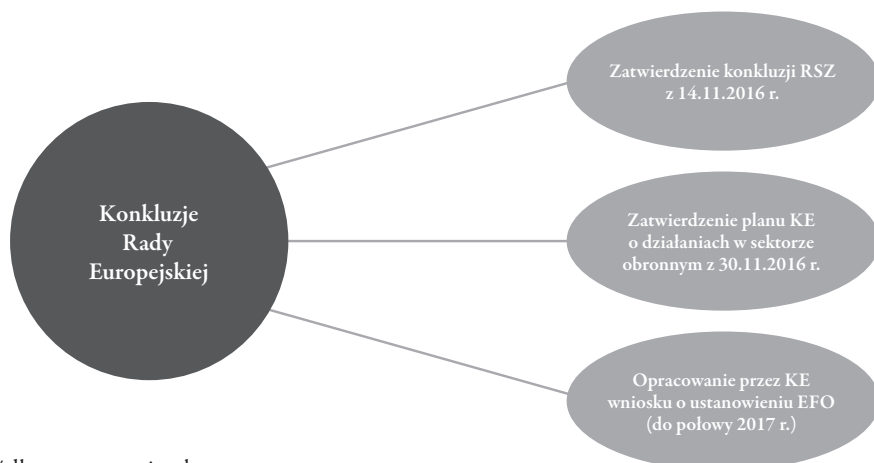 Konkluzje
Rady
Europejskiej
Zatwierdzenie konkluzji RSZ
z 14.11.2016 r.
Zatwierdzenie planu KE
o działaniach w sektorze
obronnym z 30.11.2016 r.
Opracowanie przez KE
wniosku o ustanowieniu EFO
(do połowy 2017 r.)